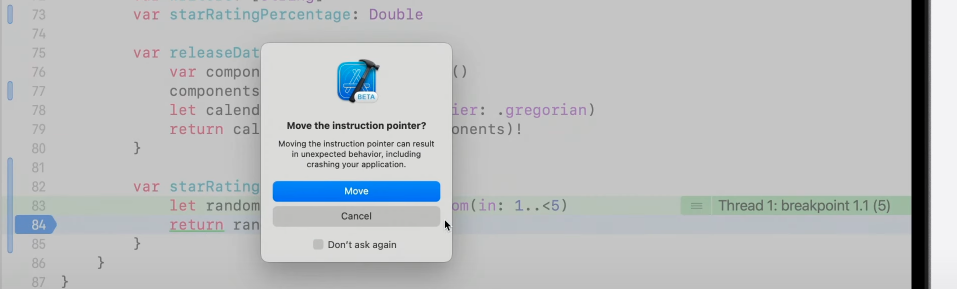 73 var starRatingPercentage: Double
74
75 var releaseDat
76 var compon ()
77 components
78 let calend ier: .gregorian)
79 return cal onents)!
80 }
81
82 var starRating
83 let random om(in: 1..<5) Thread 1: breakpoint 1.1 (5)
84 return ran
85 }
86 }
87 }
BETA
Move the instruction pointer?
Moving the instruction pointer can result
in unexpected behavior, including
crashing your application.
Move
Cancel
Don't ask again